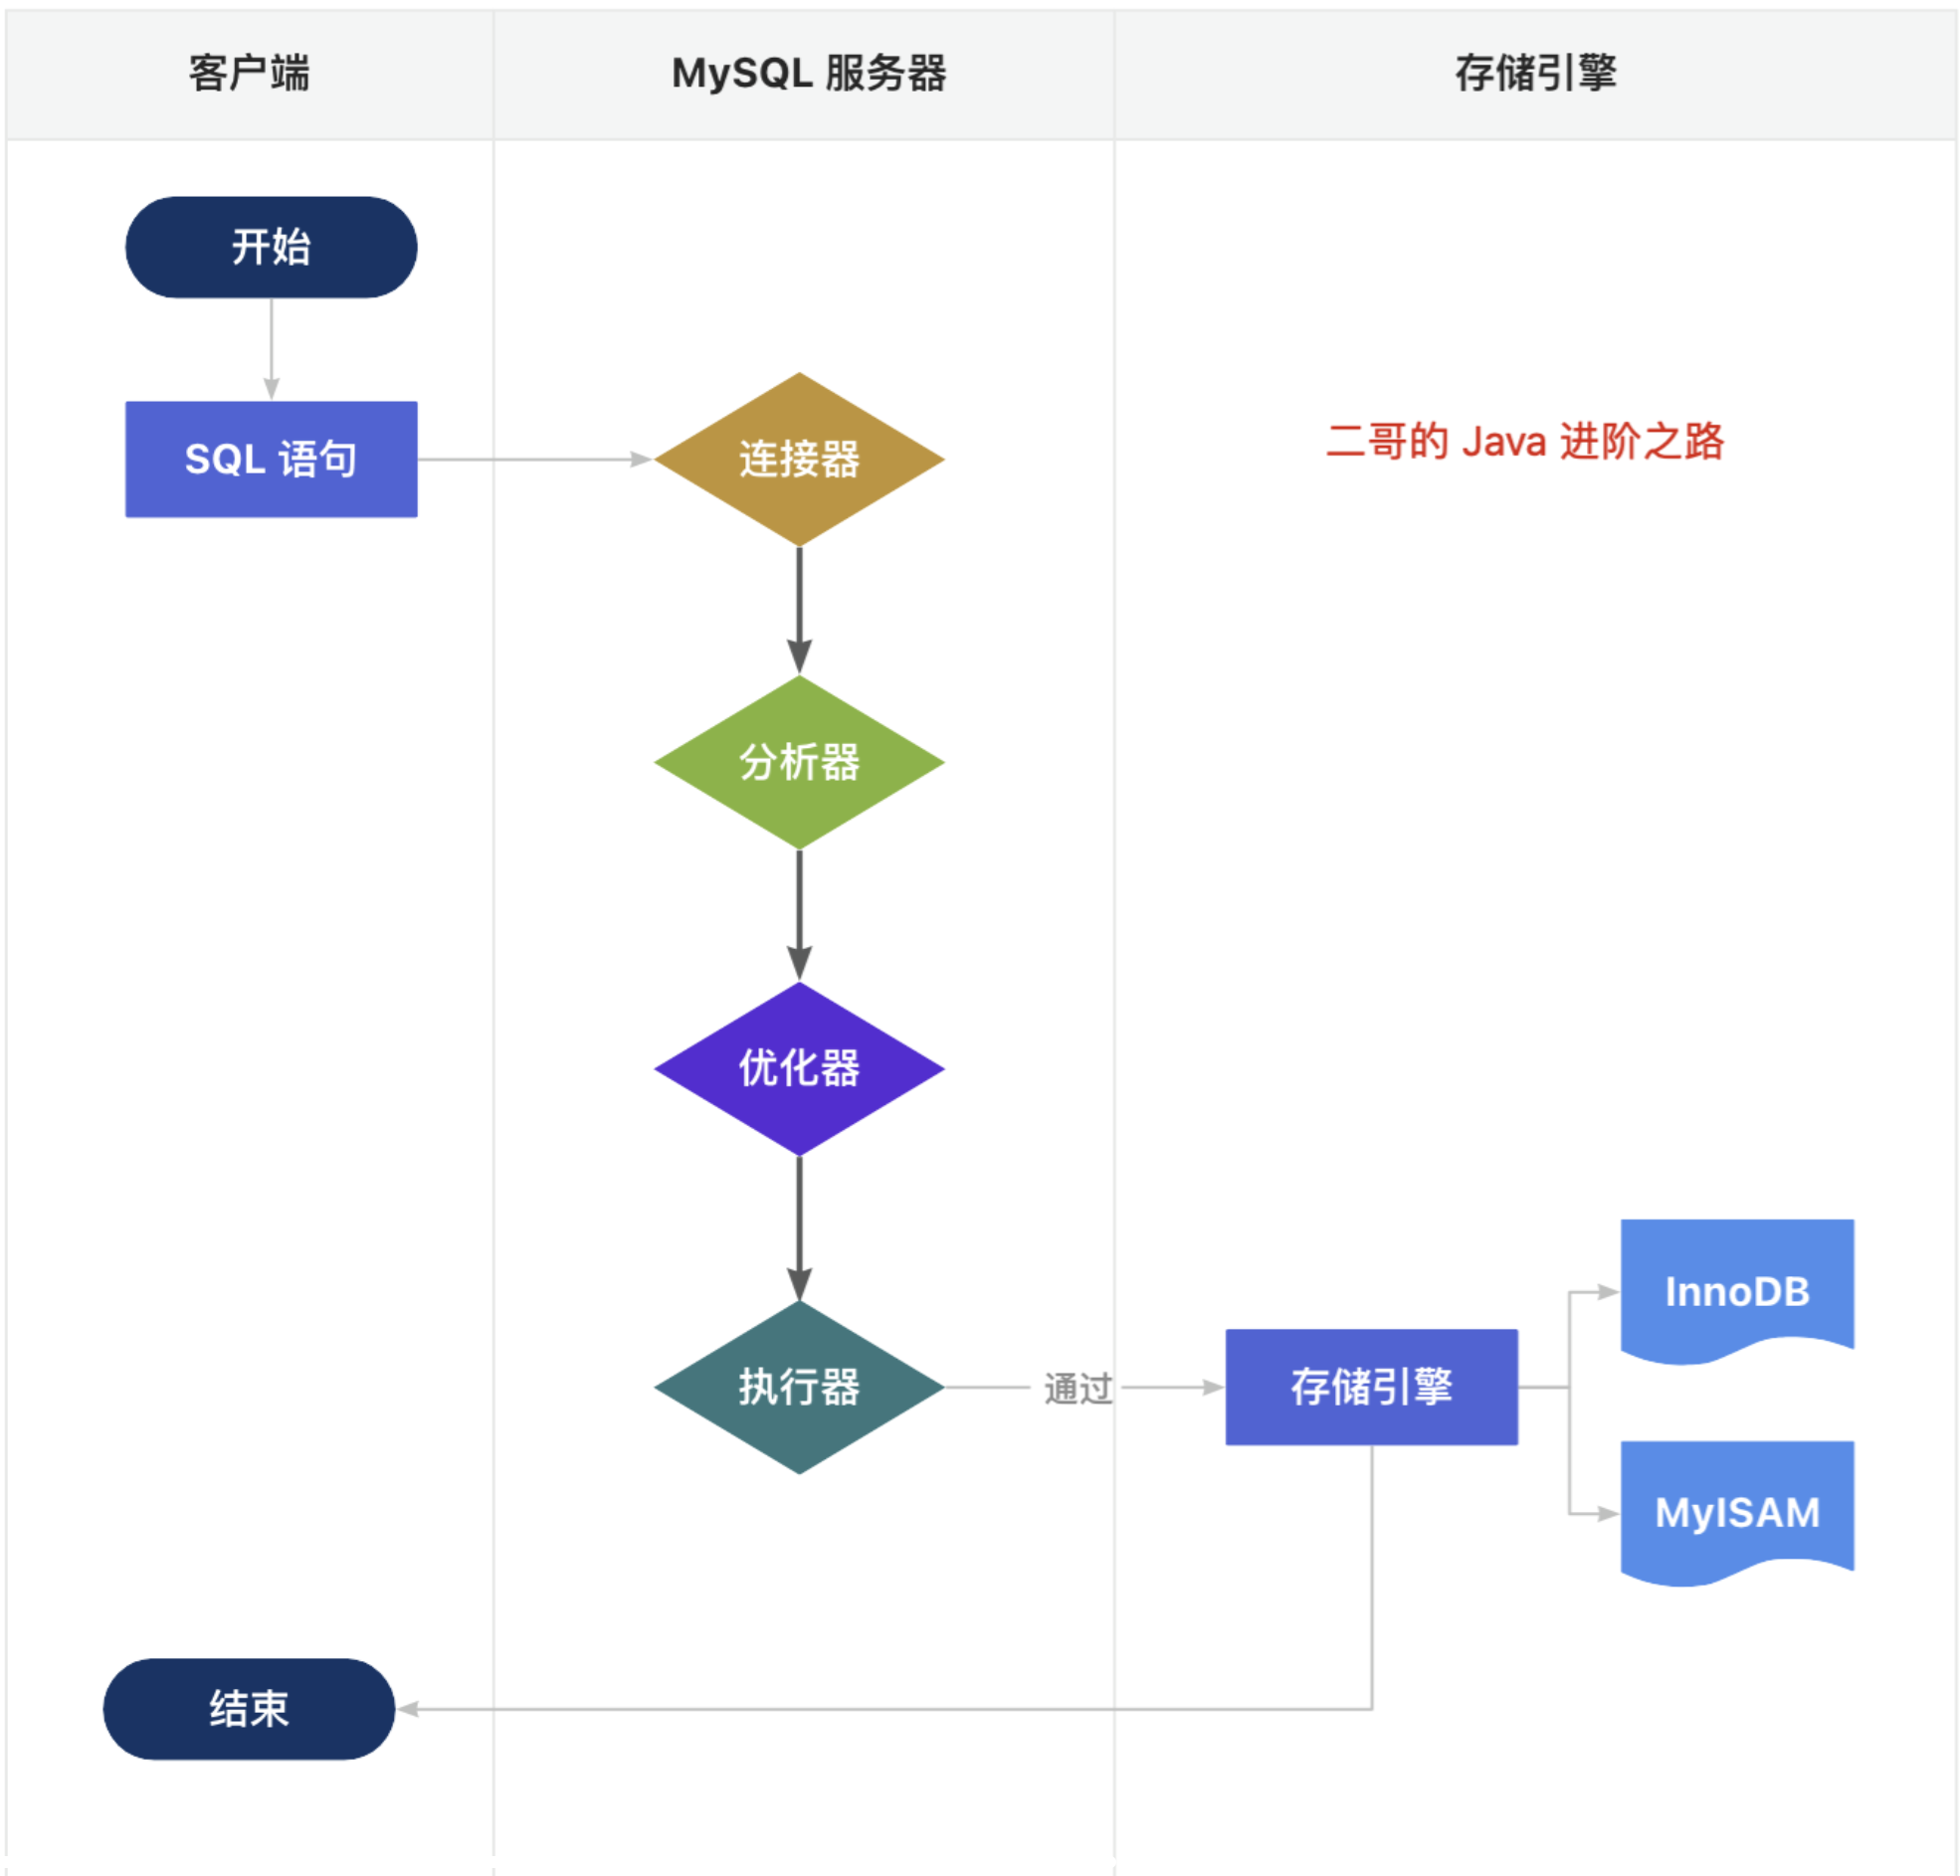 客户端
MySQL 服务器
存储引擎
开始
SQL 语句
连接器
二哥的 Java 进阶之路
分析器
优化器
执行器
通过
存储引擎
InnoDB
MyISAM
结束